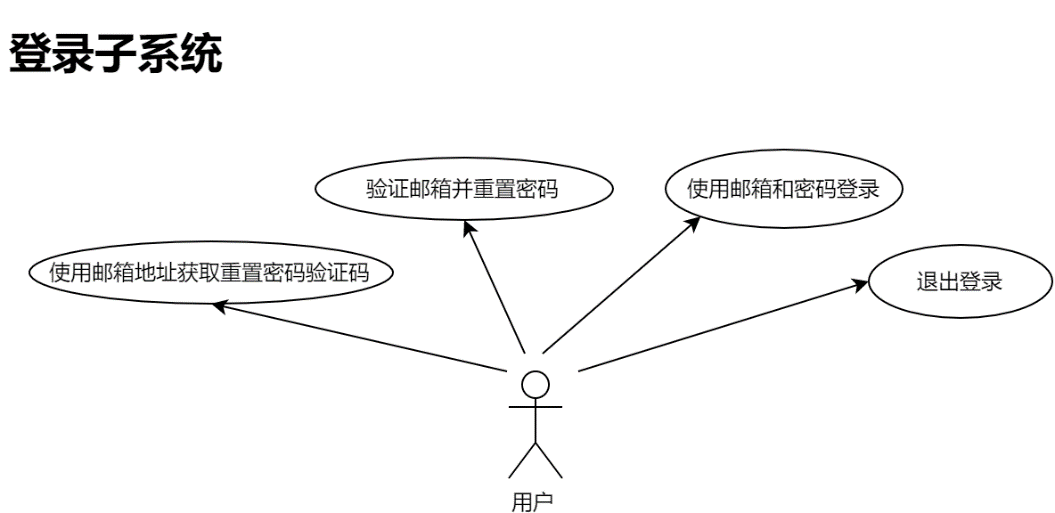 登录子系统
验证邮箱并重置密码
使用邮箱和密码登录
使用邮箱地址获取重置密码验证码
退出登录
用户